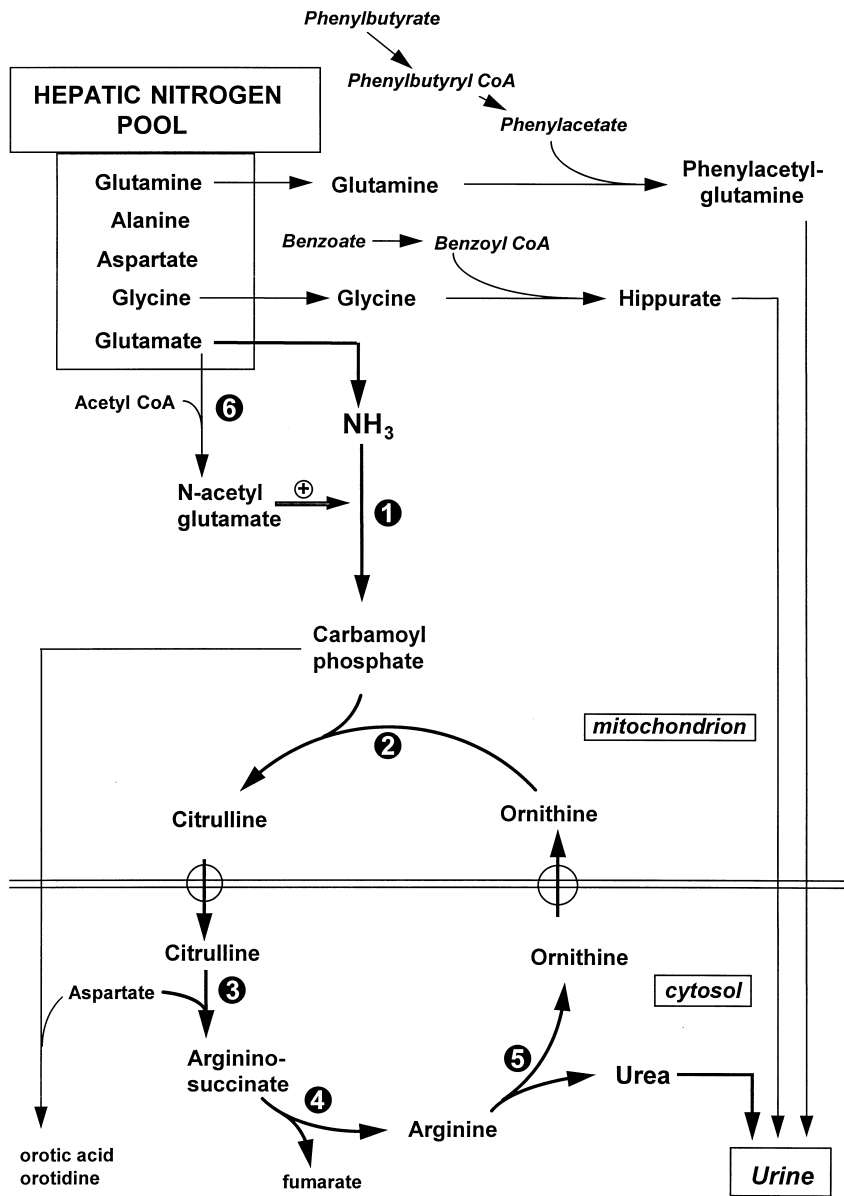 Phenylbutyrate
Phenylbutyryl CoA
HEPATIC NITROGEN
POOL
Phenylacetate
Glutamine
Glutamine
Phenylacetyl-
glutamine
Alanine
Benzoate
Benzoyl CoA
Aspartate
Glycine
Glycine
Hippurate
Glutamate
Acetyl CoA
6
NH3
N-acetyl
glutamate
+
1
Carbamoyl
phosphate
mitochondrion
2
Citrulline
Ornithine
Citrulline
Ornithine
Aspartate
3
cytosol
Arginino-
succinate
5
Urea
4
Arginine
orotic acid
orotidine
fumarate
Urine